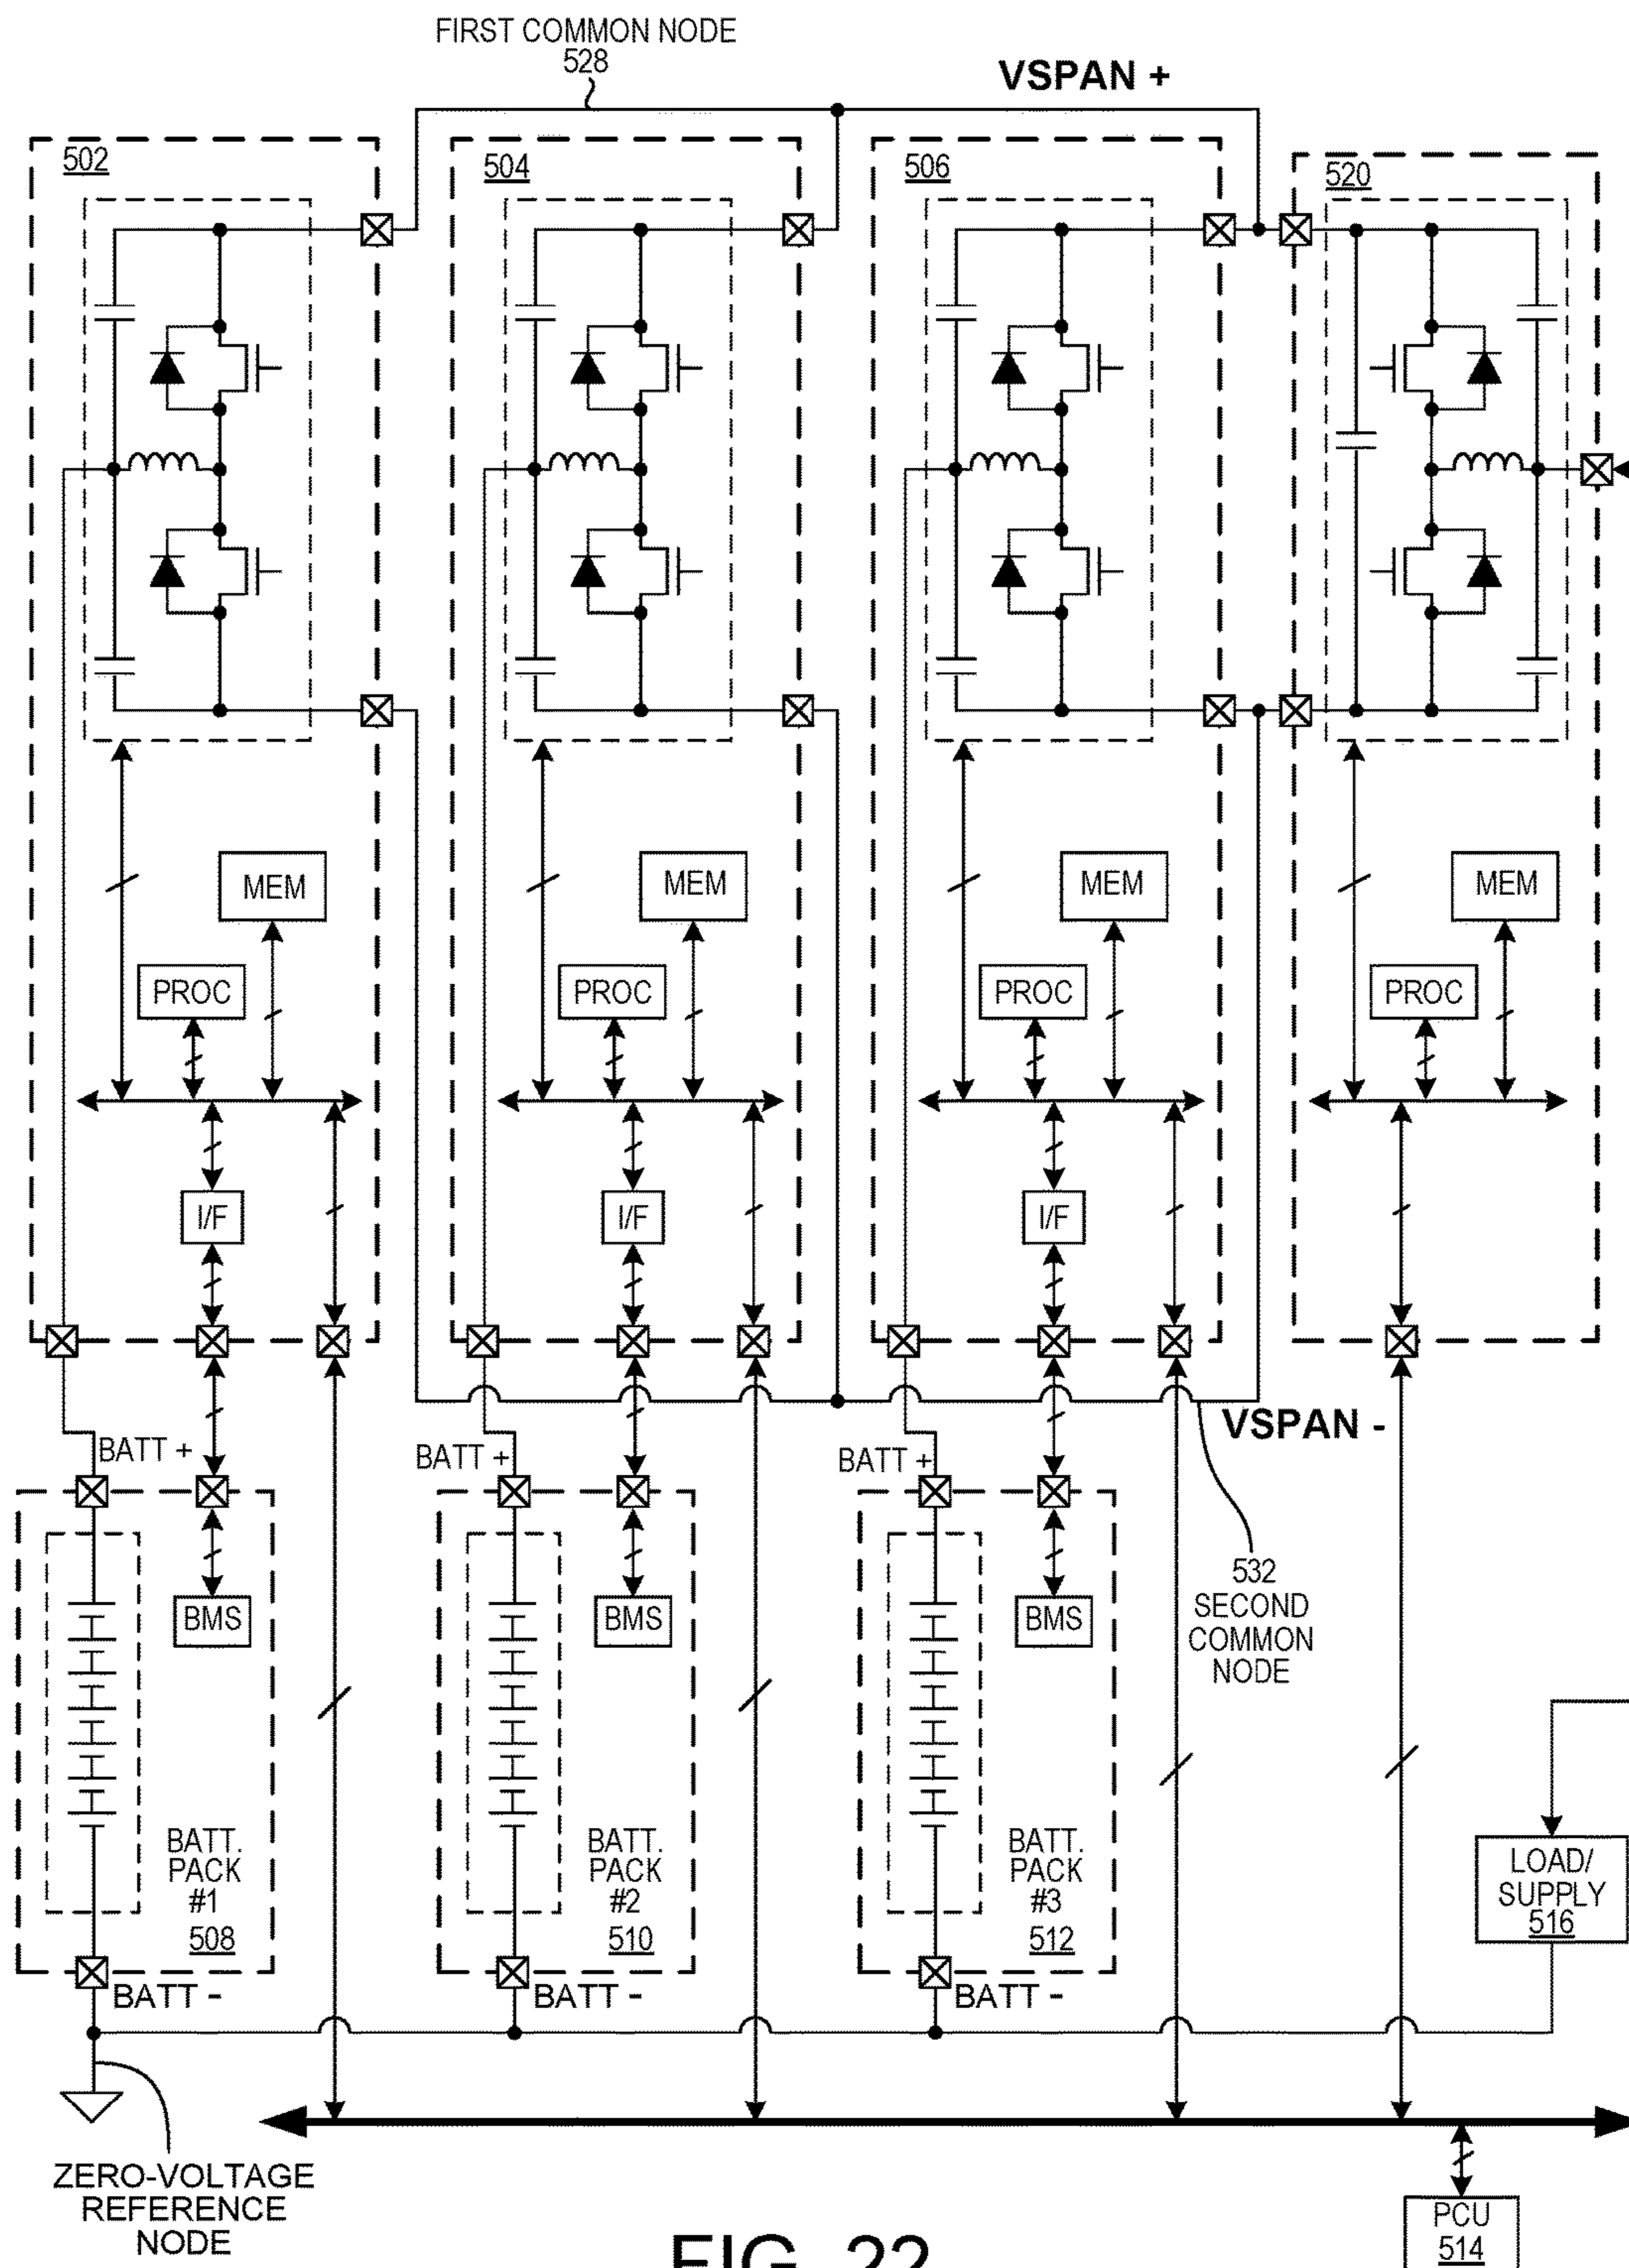 FIRST COMMON NODE
528
VSPAN +
502
504
506
520
MEM
MEM
MEM
MEM
PROC
PROC
PROC
PROC
I/F
I/F
I/F
VSPAN -
BATT +
BATT +
BATT +
532
SECOND
COMMON
NODE
BMS
BMS
BMS
BATT.
PACK
#1
508
BATT.
PACK
#2
510
BATT.
PACK
#3
512
LOAD/
SUPPLY
516
BATT -
BATT -
BATT -
ZERO-VOLTAGE
REFERENCE
NODE
PCU
514
FIG. 22